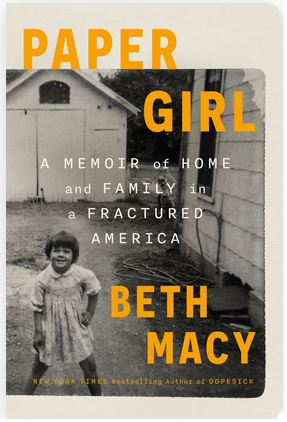 PAPER
GIRL
A MEMOIR of HOME
and FAMILY in
a FRACTURED
AMERICA
BETH
MACY
NEW YORK TIMES Bestselling Author of DOPESICK